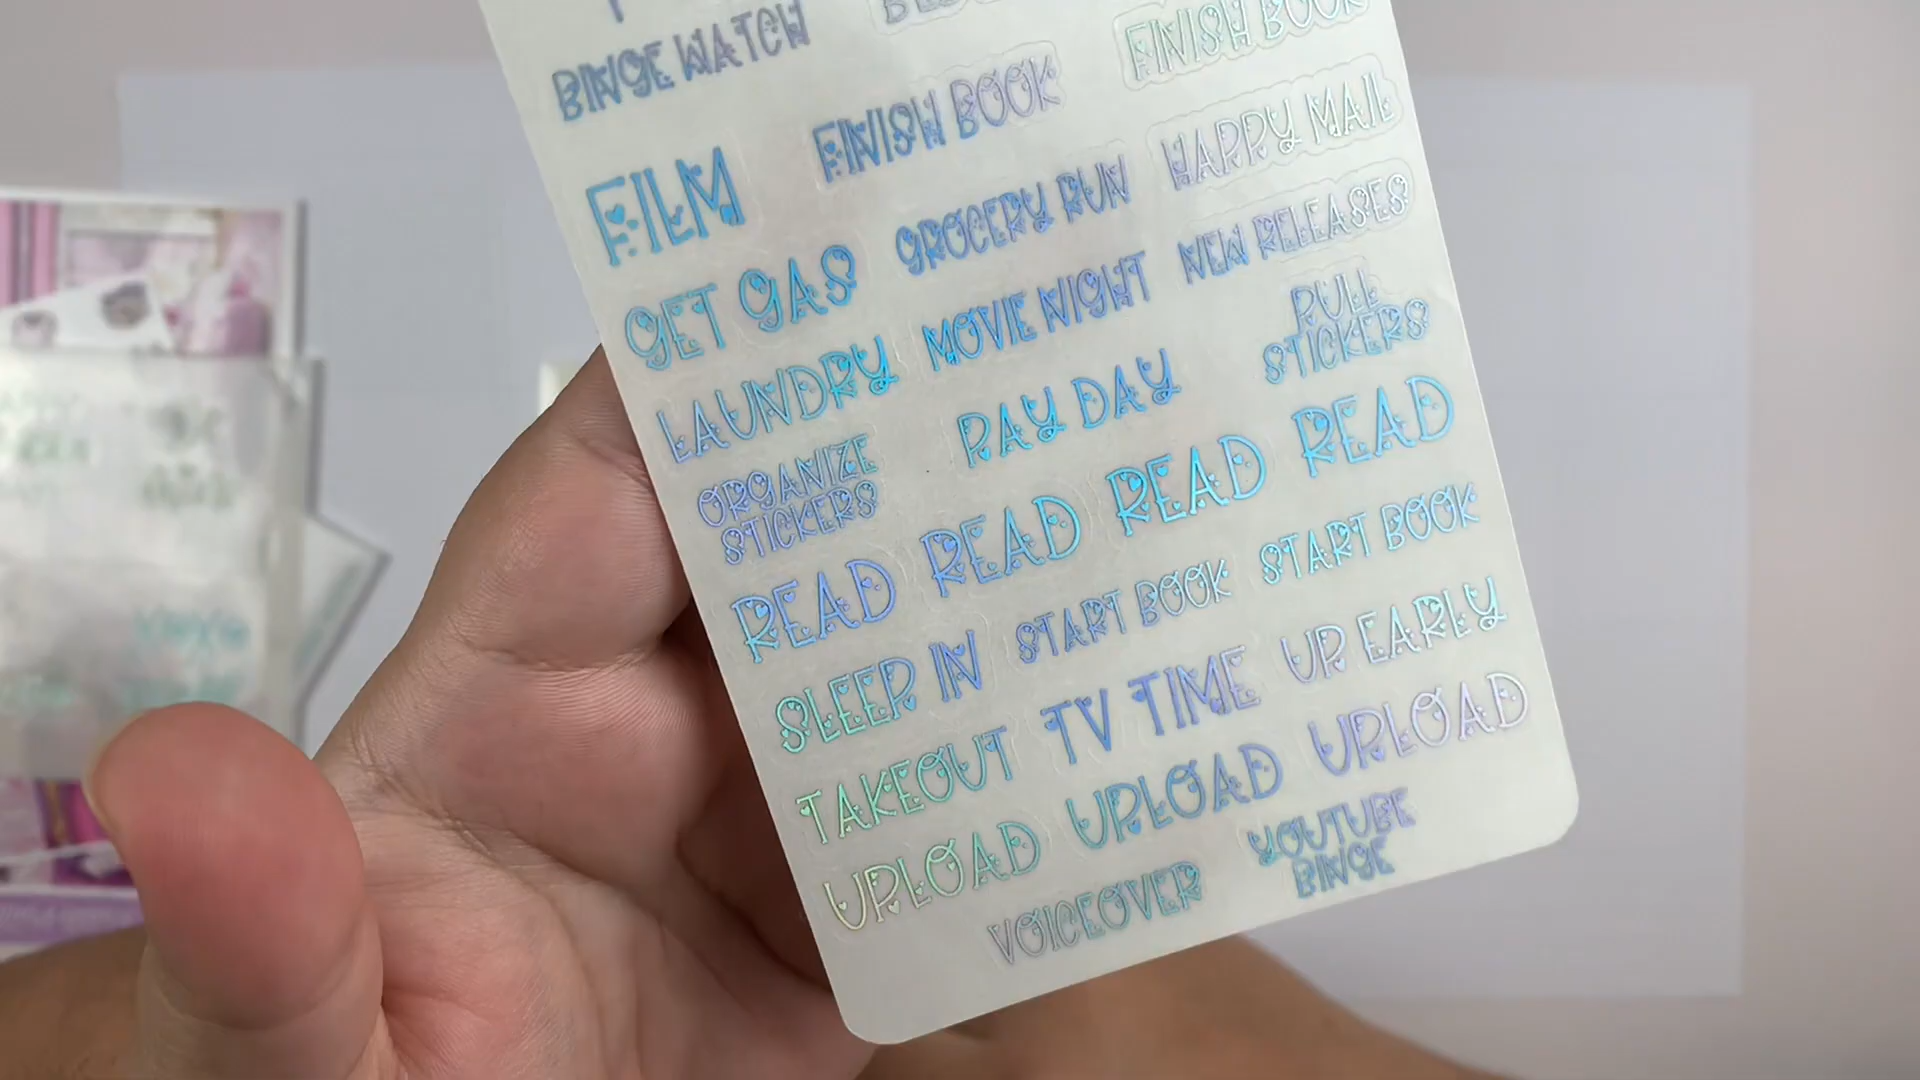 BINGE WATCH
FINISH BOOK
FINISH BOOK
FILM
HAPPY MAIL
GROCERY RUN
GET GAS
NEW RELEASES
MOVIE NIGHT
LAUNDRY
PULL
STICKERS
PAY DAY
ORGANIZE
STICKERS
READ READ READ READ
SLEEP IN START BOOK START BOOK
TAKEOUT TV TIME UP EARLY
UPLOAD UPLOAD UPLOAD
VOICEOVER
YOUTUBE
BINGE